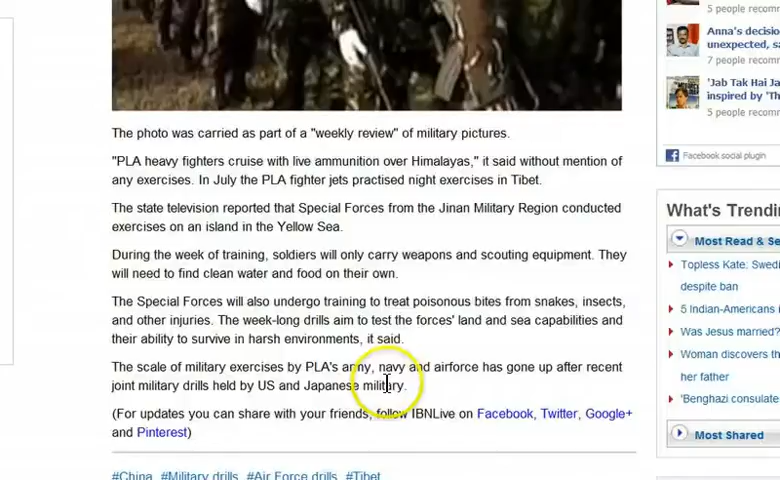 The photo was carried as part of a "weekly review" of military pictures.
"PLA heavy fighters cruise with live ammunition over Himalayas," it said without mention of
any exercises. In July the PLA fighter jets practised night exercises in Tibet.
The state television reported that Special Forces from the Jinan Military Region conducted
exercises on an island in the Yellow Sea.
During the week of training, soldiers will only carry weapons and scouting equipment. They
will need to find clean water and food on their own.
The Special Forces will also undergo training to treat poisonous bites from snakes, insects,
and other injuries. The week-long drills aim to test the forces' land and sea capabilities and
their ability to survive in harsh environments, it said.
The scale of military exercises by PLA's army, navy and airforce has gone up after recent
joint military drills held by US and Japanese military.
(For updates you can share with your friends, follow IBNLive on Facebook, Twitter, Google+
and Pinterest)
#China #Military drills #Air Force drills #Tibet
5 people recom
Anna's decisio
unexpected, sa
7 people recom
'Jab Tak Hai Ja
inspired by 'Th
5 people recom
Facebook social plugin
What's Trendi
Most Read & Se
Topless Kate: Swed
despite ban
5 Indian-Americans i
Was Jesus married?
Woman discovers th
her father
'Benghazi consulate
Most Shared